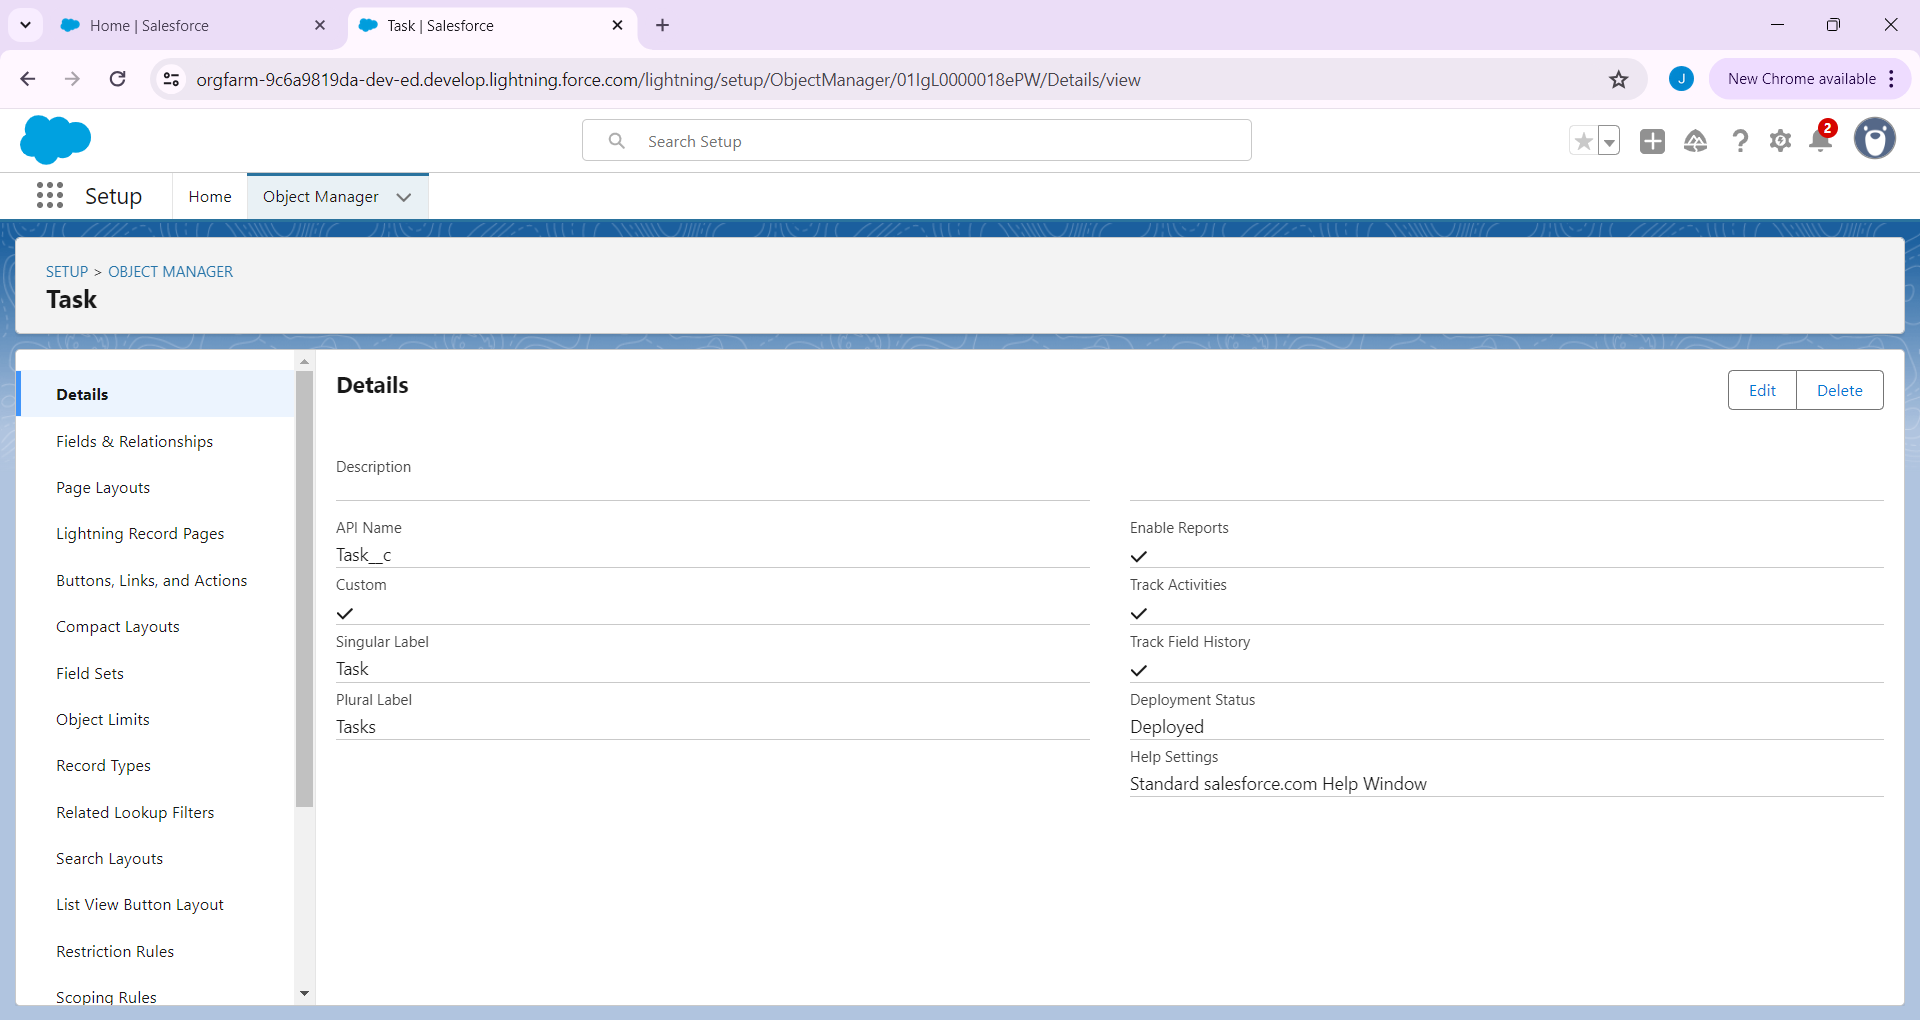 Home | Salesforce
Task | Salesforce
orgfarm-9c6a9819da-dev-ed.develop.lightning.force.com/lightning/setup/ObjectManager/01IgL0000018ePW/Details/view
J
New Chrome available
Search Setup
2
Setup
Home
Object Manager
SETUP > OBJECT MANAGER
Task
Details
Fields & Relationships
Page Layouts
Lightning Record Pages
Buttons, Links, and Actions
Compact Layouts
Field Sets
Object Limits
Record Types
Related Lookup Filters
Search Layouts
List View Button Layout
Restriction Rules
Scoping Rules
Details
Edit
Delete
Description
API Name
Task__c
Custom
Singular Label
Task
Plural Label
Tasks
Enable Reports
Track Activities
Track Field History
Deployment Status
Deployed
Help Settings
Standard salesforce.com Help Window